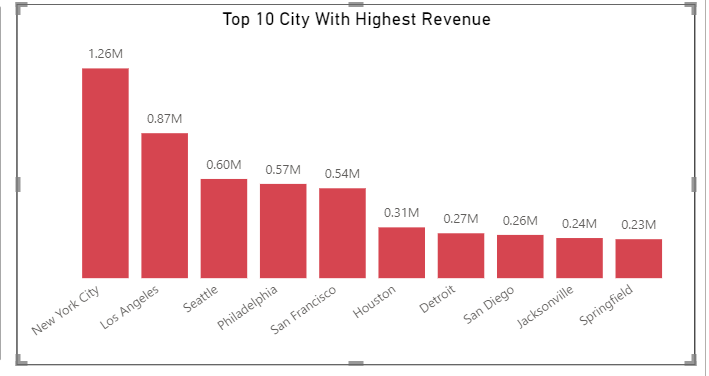 Top 10 City With Highest Revenue
1.26M
0.87M
0.60M
0.57M
0.54M
0.31M
0.27M
0.26M
0.24M
0.23M
New York City
Los Angeles
Seattle
Philadelphia
San Francisco
Houston
Detroit
San Diego
Jacksonville
Springfield